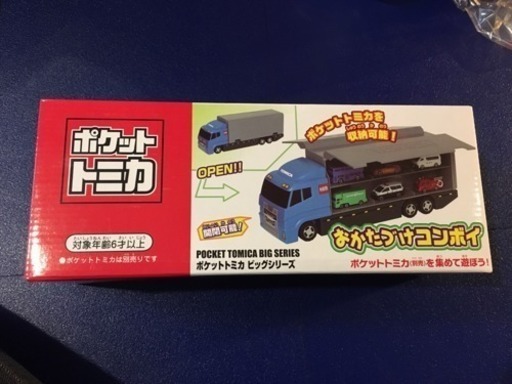 ポケット
トミカ
対象年齢6才以上
●ポケットトミカは別売りです
OPEN!!
開閉可能!
POCKET TOMICA BIG SERIES
ポケットトミカ ビッグシリーズ
ポケットトミカを
収納可能!
おかたづけコンボイ
ポケットトミカ(別売)を集めて遊ぼう!